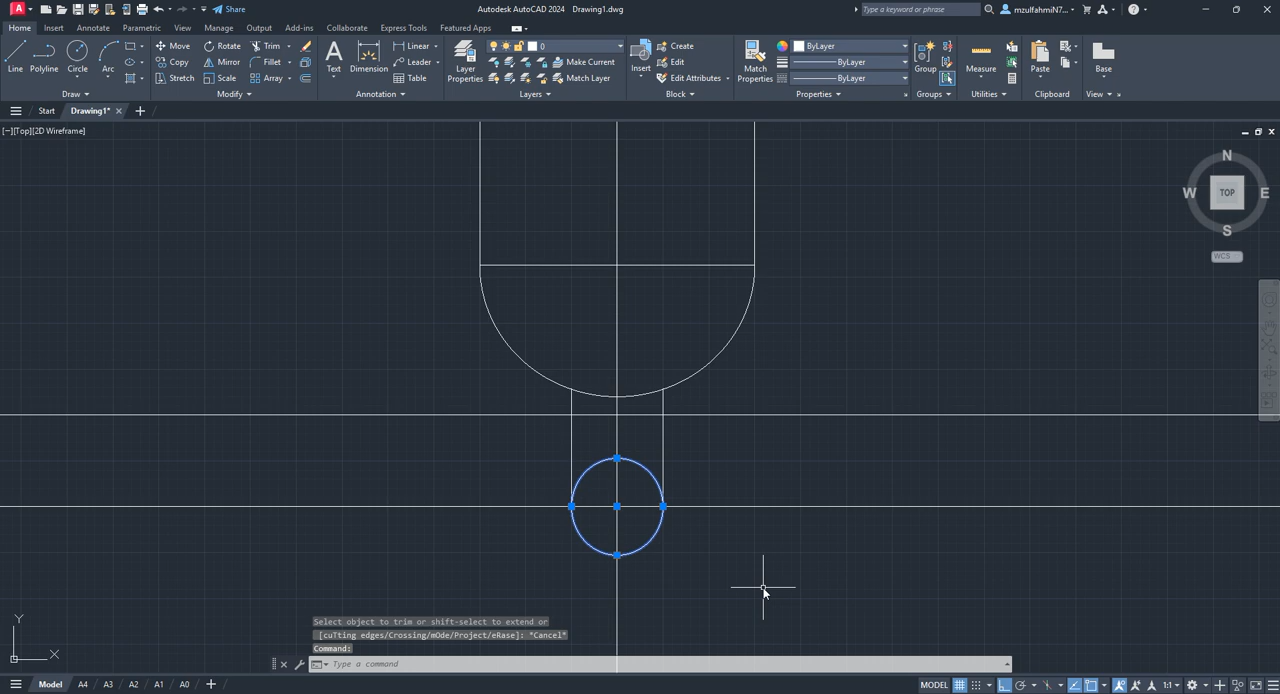 A Share Autodesk AutoCAD 2024 Drawing1.dwg Type a keyword or phrase mzulfahmiN7...
Home Insert Annotate Parametric View Manage Output Add-ins Collaborate Express Tools Featured Apps
Line Polyline Circle Arc
Move Rotate Trim
Copy Mirror Fillet
Stretch Scale Array
Text Dimension
Linear
Leader
Table
Layer Properties
0
Make Current
Match Layer
Insert
Create
Edit
Edit Attributes
Match Properties
ByLayer
ByLayer
ByLayer
Group
Measure
Paste
Base
Draw Modify Annotation Layers Block Properties Groups Utilities Clipboard View
Start Drawing1*
[−][Top][2D Wireframe]
N
W TOP E
S
WCS
Y
X
Select object to trim or shift-select to extend or
[cuTting edges/Crossing/mOde/Project/eRase]: *Cancel*
Command:
Type a command
Model A4 A3 A2 A1 A0 MODEL 1:1